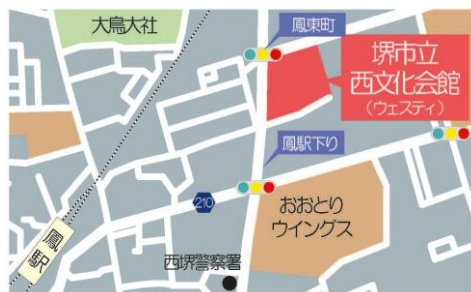 大鳥大社
鳳東町
堺市立
西文化会館
(ウェスティ)
鳳駅下り
210
おおとり
ウイングス
鳳駅
西堺警察署